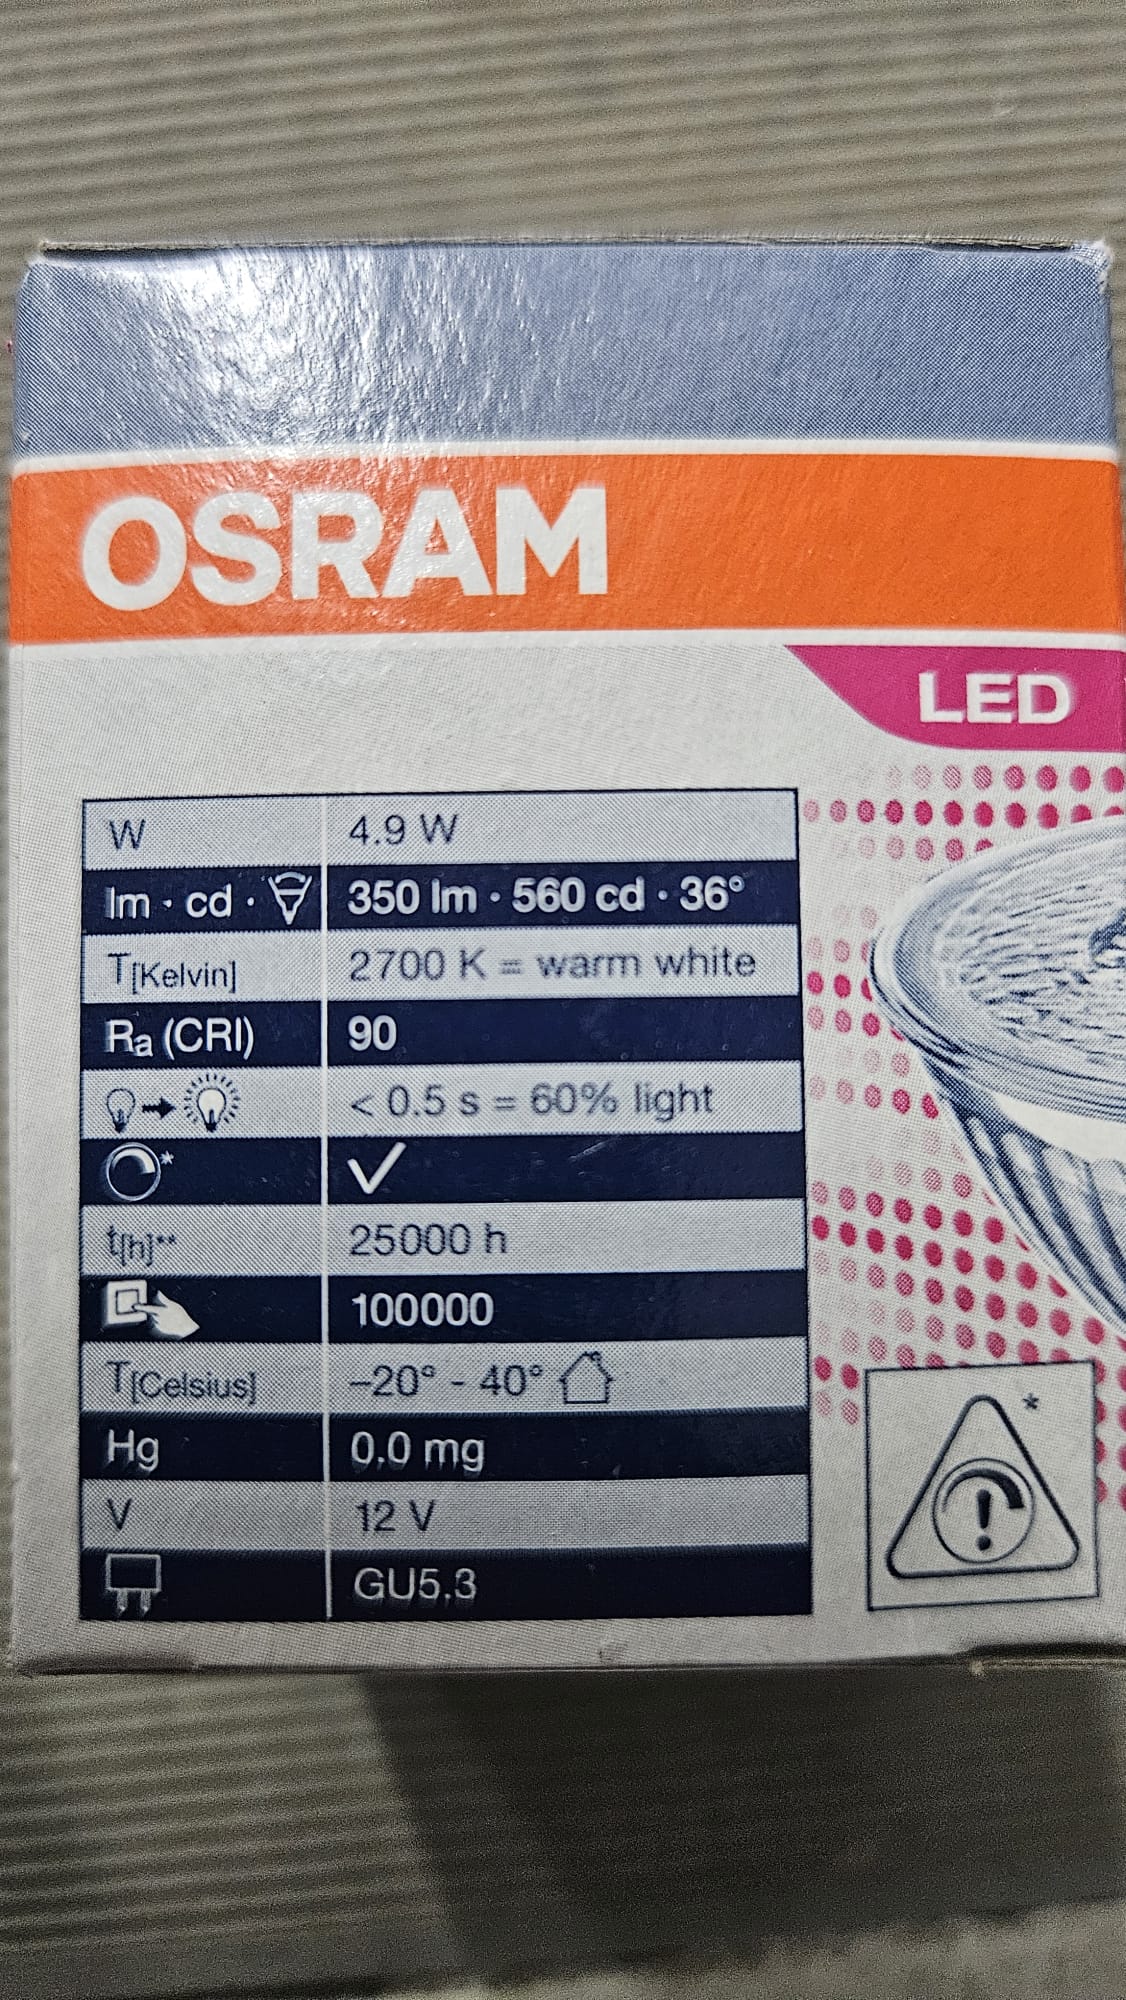 OSRAM
LED
W 4.9 W
lm · cd · 350 lm · 560 cd · 36°
T[Kelvin] 2700 K = warm white
Ra (CRI) 90
< 0.5 s = 60% light
* ✓
t[h]** 25000 h
100000
T[Celsius] –20° - 40°
Hg 0.0 mg
V 12 V
GU5.3
! *